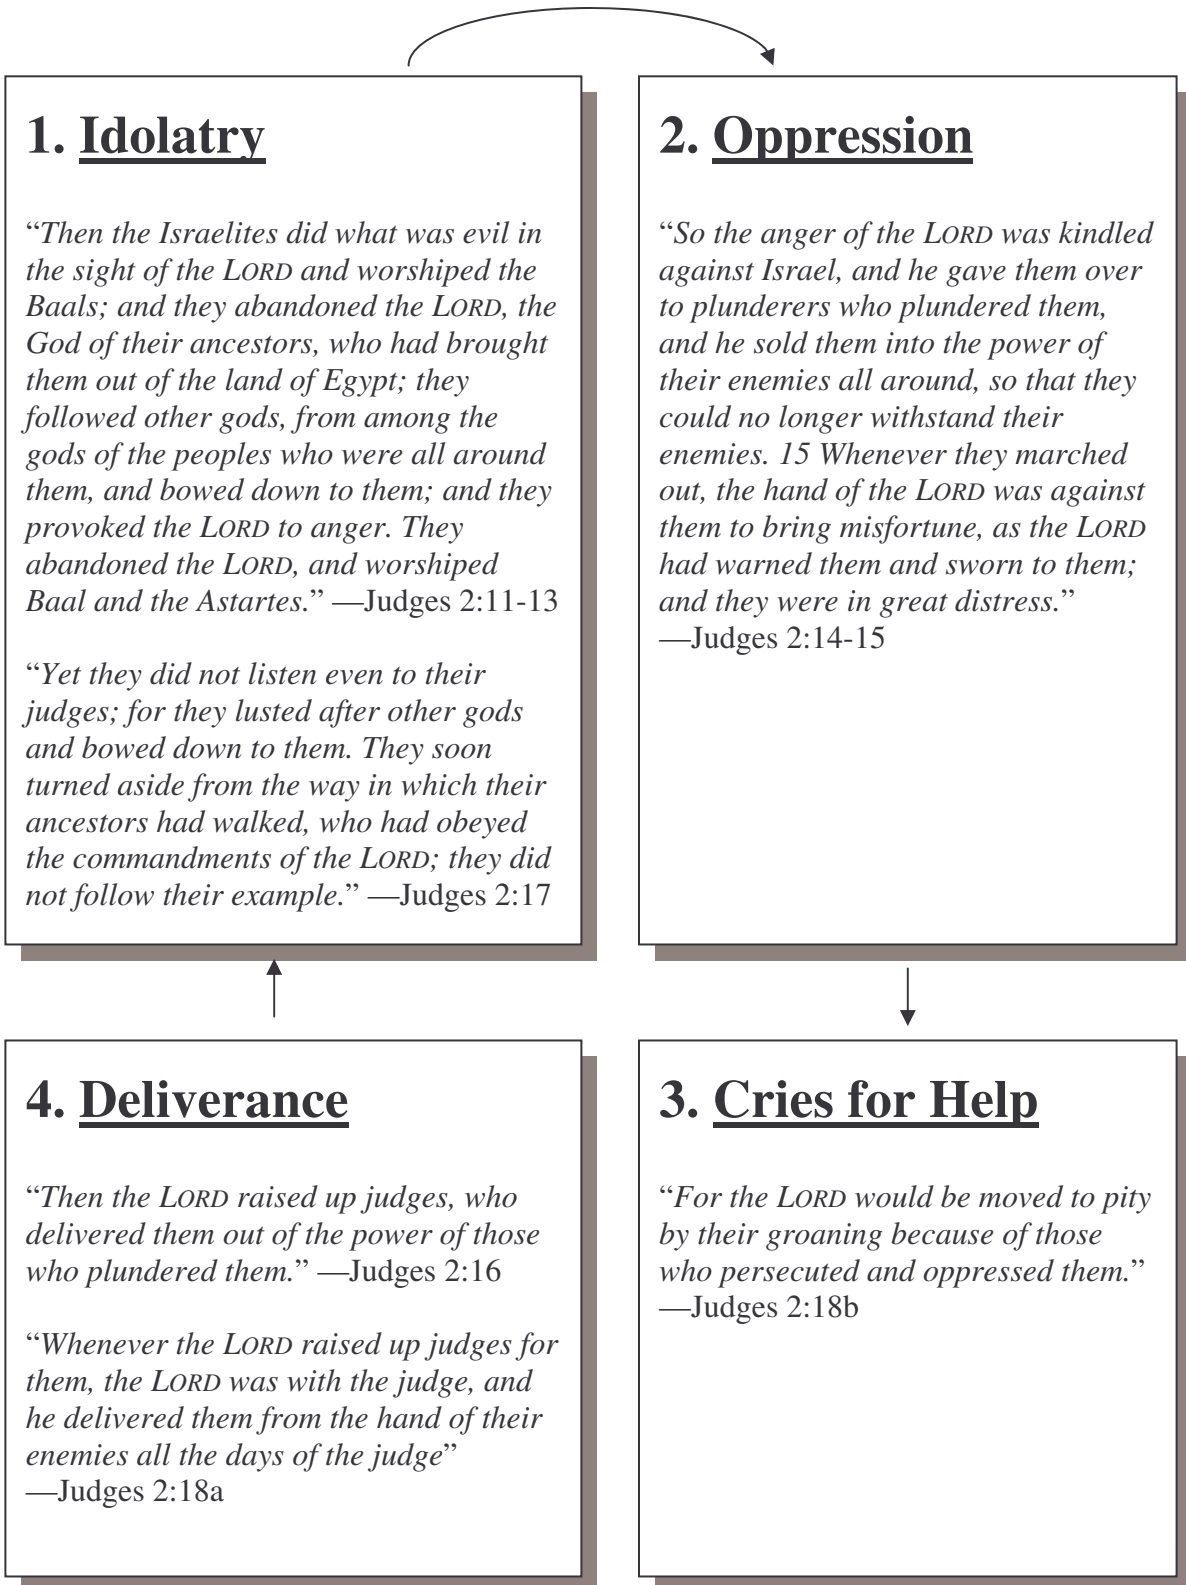 1. Idolatry
“Then the Israelites did what was evil in
the sight of the LORD and worshiped the
Baals; and they abandoned the LORD, the
God of their ancestors, who had brought
them out of the land of Egypt; they
followed other gods, from among the
gods of the peoples who were all around
them, and bowed down to them; and they
provoked the LORD to anger. They
abandoned the LORD, and worshiped
Baal and the Astartes.” —Judges 2:11-13
“Yet they did not listen even to their
judges; for they lusted after other gods
and bowed down to them. They soon
turned aside from the way in which their
ancestors had walked, who had obeyed
the commandments of the LORD; they did
not follow their example.” —Judges 2:17
2. Oppression
“So the anger of the LORD was kindled
against Israel, and he gave them over
to plunderers who plundered them,
and he sold them into the power of
their enemies all around, so that they
could no longer withstand their
enemies. 15 Whenever they marched
out, the hand of the LORD was against
them to bring misfortune, as the LORD
had warned them and sworn to them;
and they were in great distress.”
—Judges 2:14-15
3. Cries for Help
“For the LORD would be moved to pity
by their groaning because of those
who persecuted and oppressed them.”
—Judges 2:18b
4. Deliverance
“Then the LORD raised up judges, who
delivered them out of the power of those
who plundered them.” —Judges 2:16
“Whenever the LORD raised up judges for
them, the LORD was with the judge, and
he delivered them from the hand of their
enemies all the days of the judge”
—Judges 2:18a